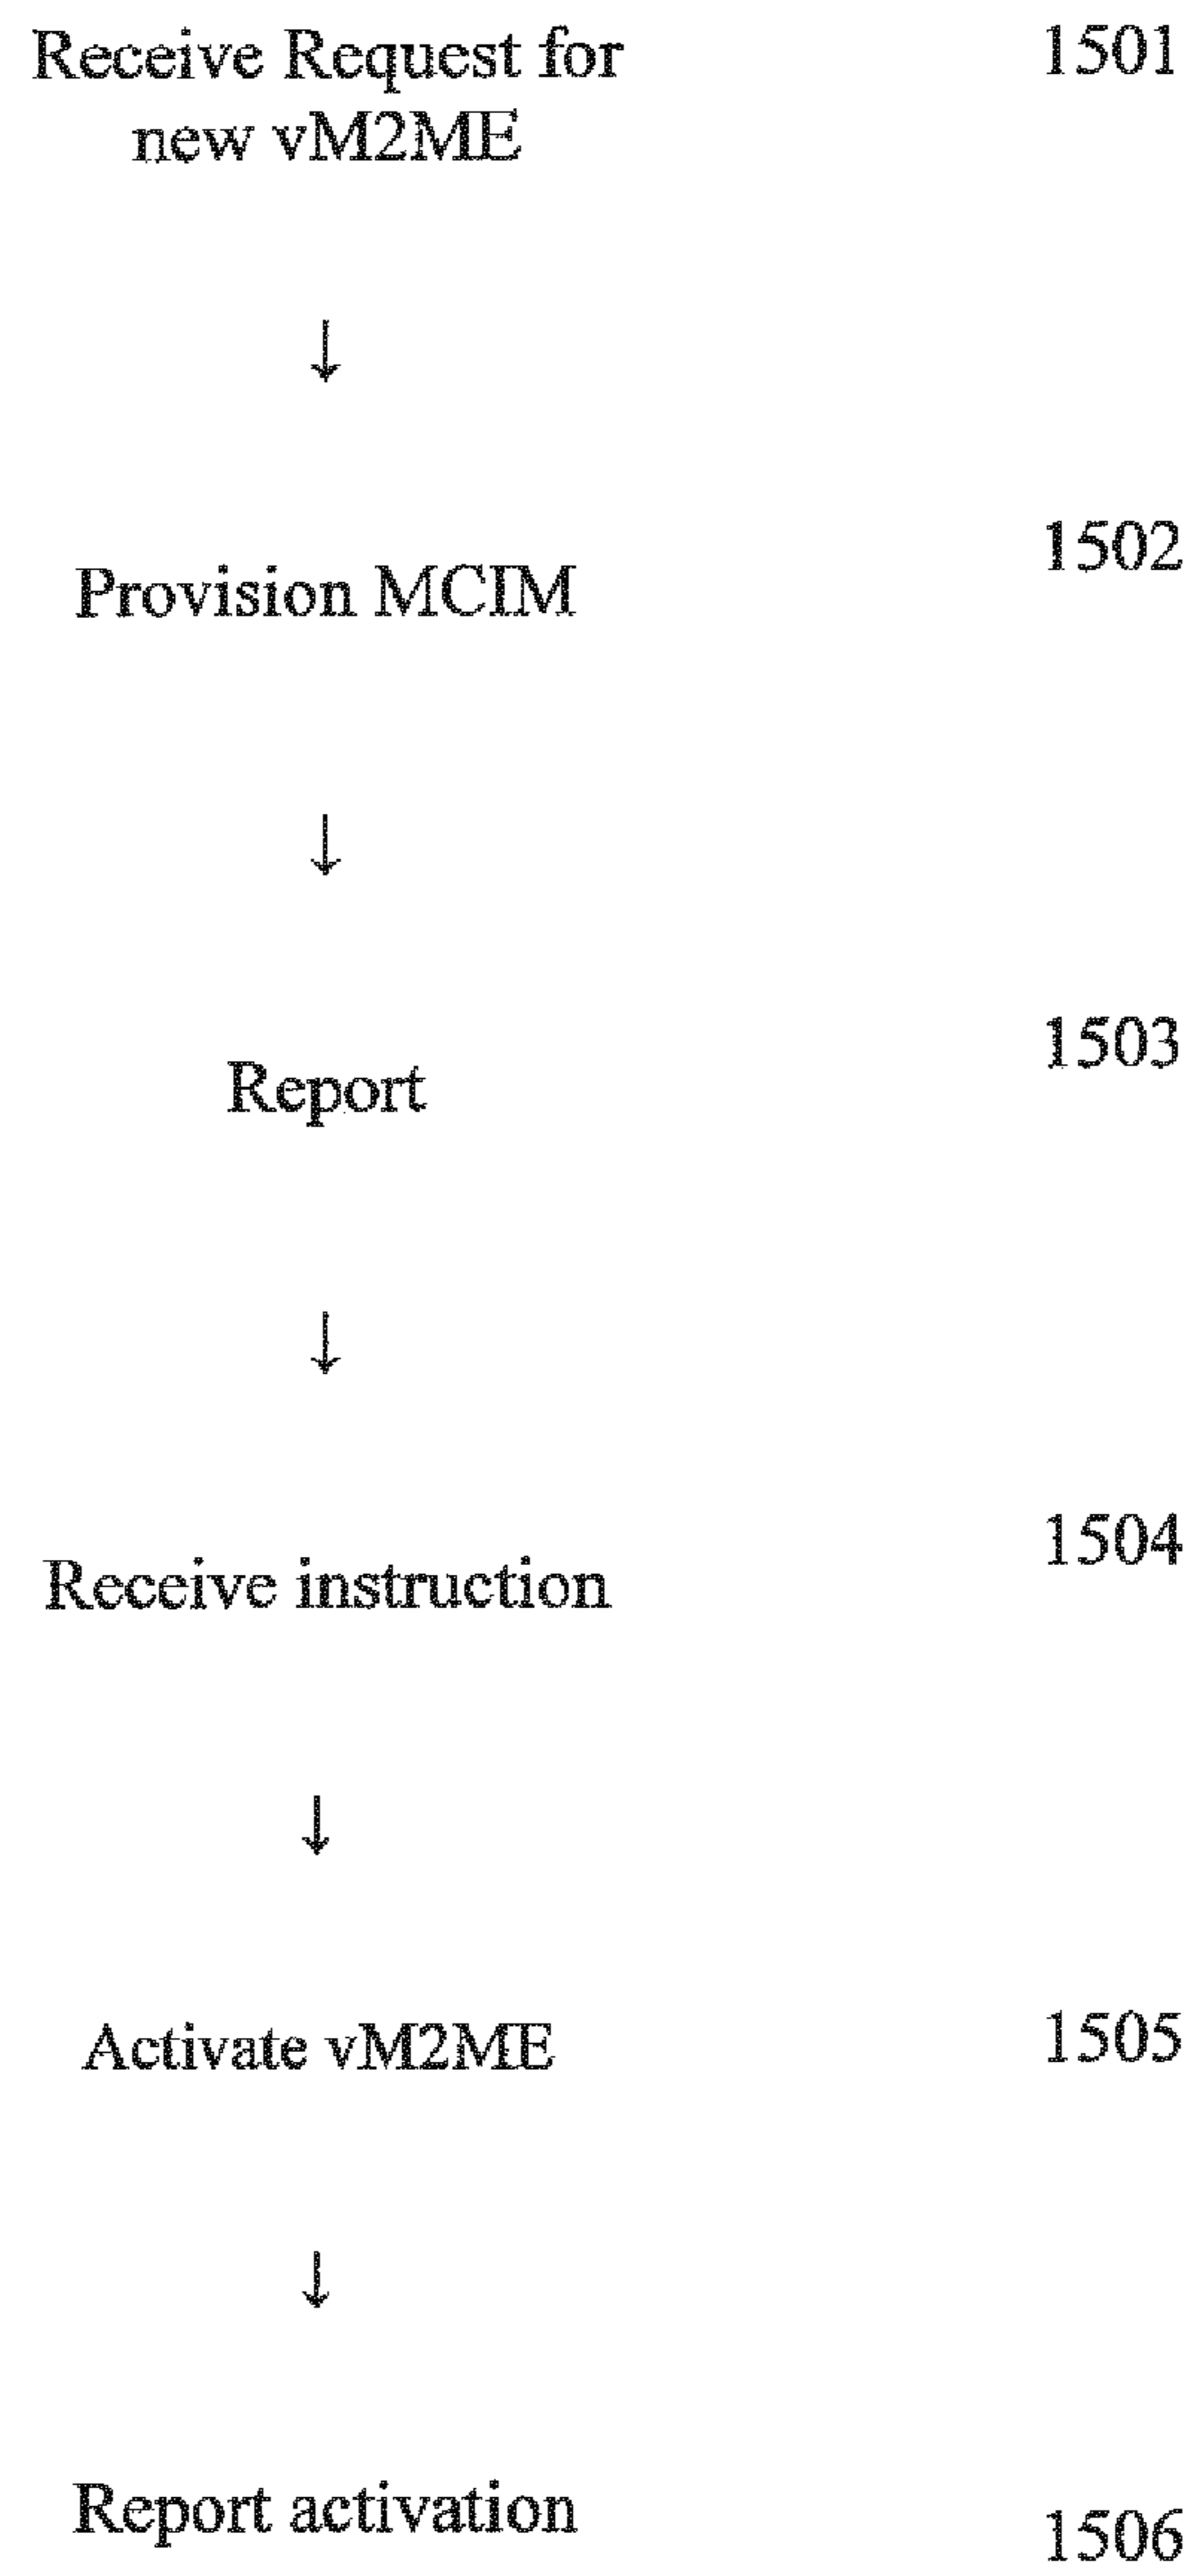 Receive Request for 1501
new vM2ME
↓
Provision MCIM 1502
↓
Report 1503
↓
Receive instruction 1504
↓
Activate vM2ME 1505
↓
Report activation 1506